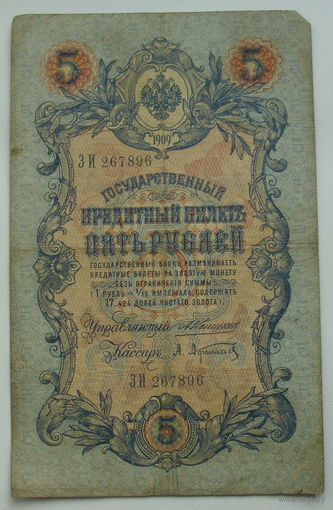 5 5
1909
ЗИ 267896
ГОСУДАРСТВЕННЫЙ
КРЕДИТНЫЙ БИЛЕТЪ
ПЯТЬ РУБЛЕЙ
ГОСУДАРСТВЕННЫЙ БАНКЪ РАЗМѢНИВАЕТЪ
КРЕДИТНЫЕ БИЛЕТЫ НА ЗОЛОТУЮ МОНЕТУ
БЕЗЪ ОГРАНИЧЕНІЯ СУММЫ
(1 РУБЛЬ = 1/15 ИМПЕРІАЛА, СОДЕРЖИТЪ
17,424 ДОЛЕЙ ЧИСТАГО ЗОЛОТА).
Управляющій
Кассиръ
ЗИ 267896
5